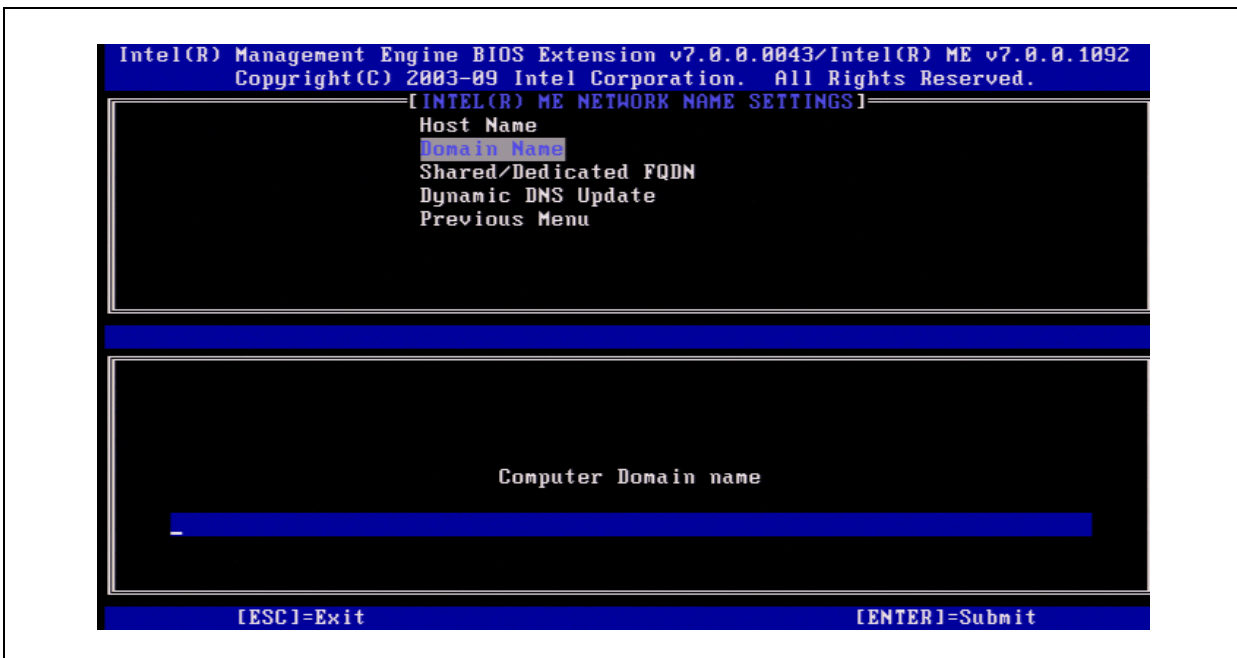 Intel(R) Management Engine BIOS Extension v7.0.0.0043/Intel(R) ME v7.0.0.1092
Copyright(C) 2003-09 Intel Corporation. All Rights Reserved.
[INTEL(R) ME NETWORK NAME SETTINGS]
Host Name
Domain Name
Shared/Dedicated FQDN
Dynamic DNS Update
Previous Menu
Computer Domain name
[ESC]=Exit [ENTER]=Submit